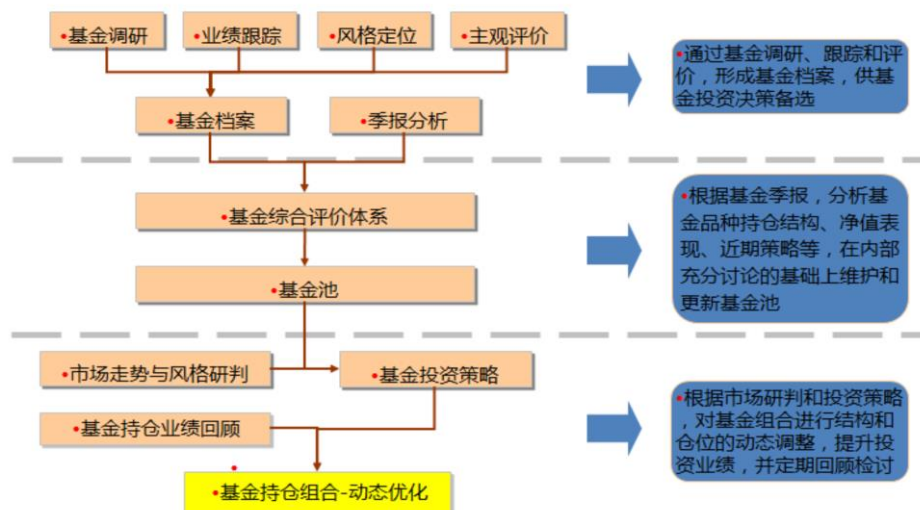 •基金调研
•业绩跟踪
•风格定位
•主观评价
•通过基金调研、跟踪和评
价，形成基金档案，供基
金投资决策备选
•基金档案
•季报分析
•基金综合评价体系
•基金池
•根据基金季报，分析基
金品种持仓结构、净值表
现、近期策略等，在内部
充分讨论的基础上维护和
更新基金池
•市场走势与风格研判
•基金投资策略
•基金持仓业绩回顾
•基金持仓组合-动态优化
•根据市场研判和投资策略
，对基金组合进行结构和
仓位的动态调整，提升投
资业绩，并定期回顾检讨